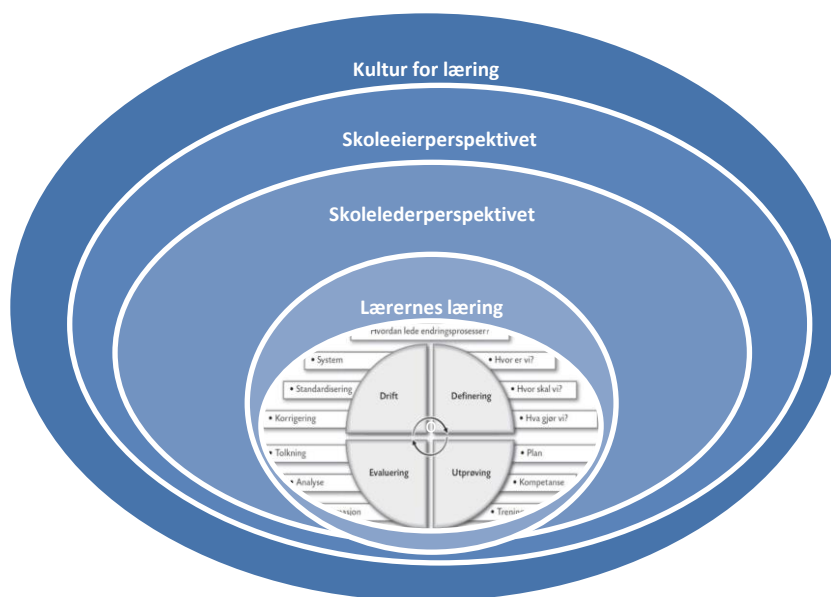 Kultur for læring
Skoleeierperspektivet
Skolelederperspektivet
Lærernes læring
Hvordan lede endringsprosesser?
• System
• Hvor er vi?
• Standardisering
Drift
Definering
• Hvor skal vi?
• Korrigering
• Hva gjør vi?
• Tolkning
• Plan
Evaluering
Utprøving
• Analyse
• Kompetanse